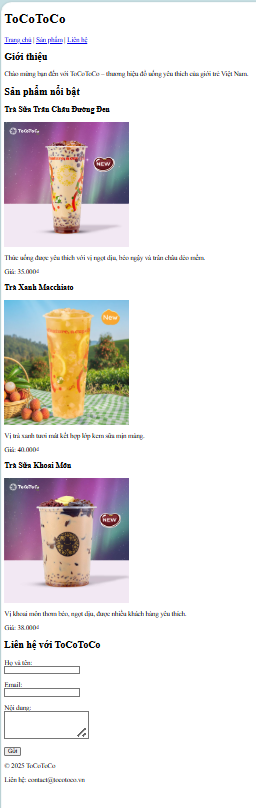 ToCoToCo
Trang chủ | Sản phẩm | Liên hệ
Giới thiệu
Chào mừng bạn đến với ToCoToCo – thương hiệu đồ uống yêu thích của giới trẻ Việt Nam.
Sản phẩm nổi bật
Trà Sữa Trân Châu Đường Đen
ToCoToCo
NEW
Thức uống được yêu thích với vị ngọt dịu, béo ngậy và trân châu dẻo mềm.
Giá: 35.000₫
Trà Xanh Macchiato
New
Vị trà xanh tươi mát kết hợp lớp kem sữa mịn màng.
Giá: 40.000₫
Trà Sữa Khoai Môn
ToCoToCo
NEW
Vị khoai môn thơm béo, ngọt dịu, được nhiều khách hàng yêu thích.
Giá: 38.000₫
Liên hệ với ToCoToCo
Họ và tên:
Email:
Nội dung:
Gửi
© 2025 ToCoToCo
Liên hệ: contact@tocotoco.vn